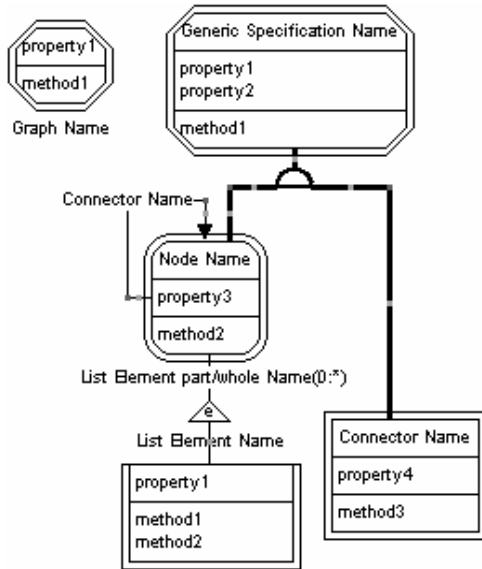 property1
method1
Graph Name
Generic Specification Name
property1
property2
method1
Connector Name
Node Name
property3
method2
List Element part/whole Name(0:*)
e
List Element Name
property1
method1
method2
Connector Name
property4
method3